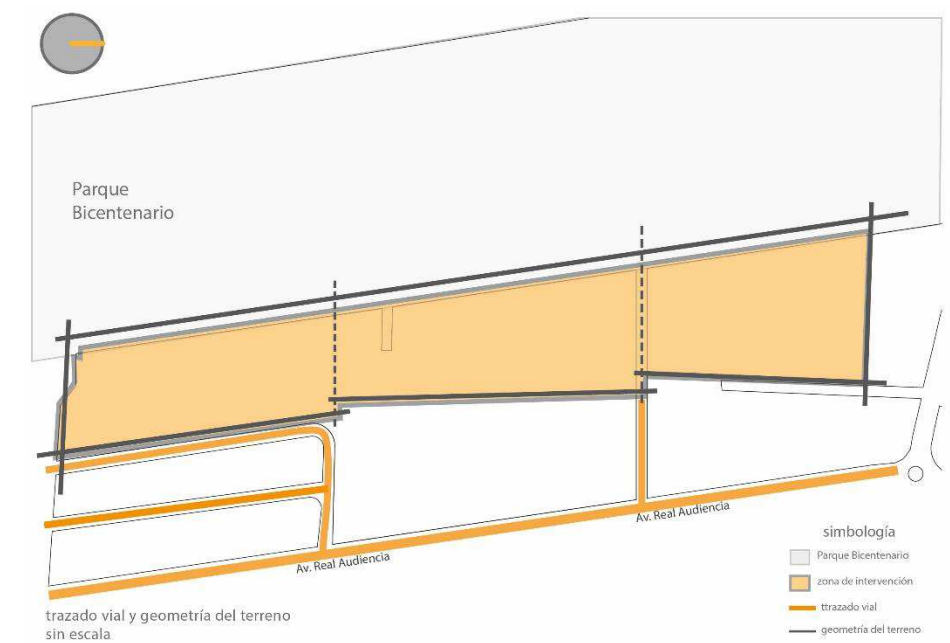 Parque
Bicentenario
Av. Real Audiencia
Av. Real Audiencia
simbología
Parque Bicentenario
zona de intervención
ttrazado vial
geometría del terreno
trazado vial y geometría del terreno
sin escala